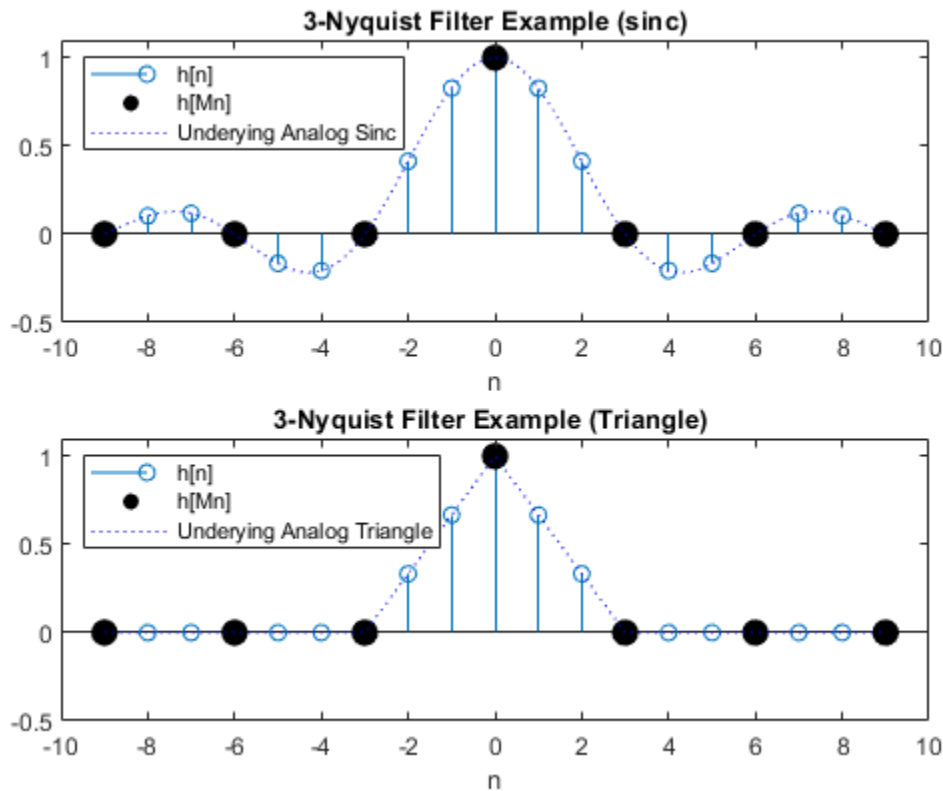 3-Nyquist Filter Example (sinc)
1
0.5
0
-0.5
h[n]
h[Mn]
Underying Analog Sinc
-10 -8 -6 -4 -2 0 2 4 6 8 10
n
3-Nyquist Filter Example (Triangle)
1
0.5
0
-0.5
h[n]
h[Mn]
Underying Analog Triangle
-10 -8 -6 -4 -2 0 2 4 6 8 10
n